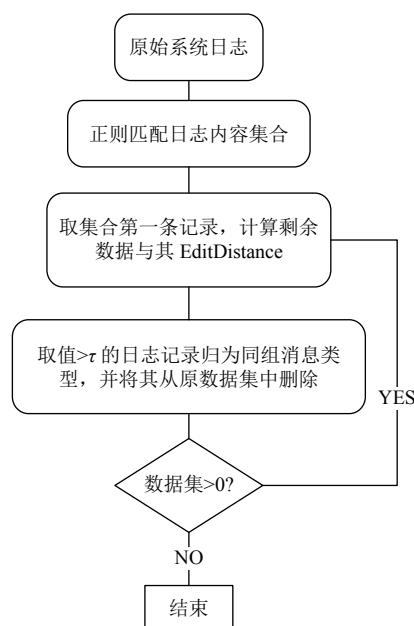 原始系统日志
正则匹配日志内容集合
取集合第一条记录，计算剩余
数据与其 EditDistance
取值>τ 的日志记录归为同组消息类
型，并将其从原数据集中删除
YES
数据集>0?
NO
结束